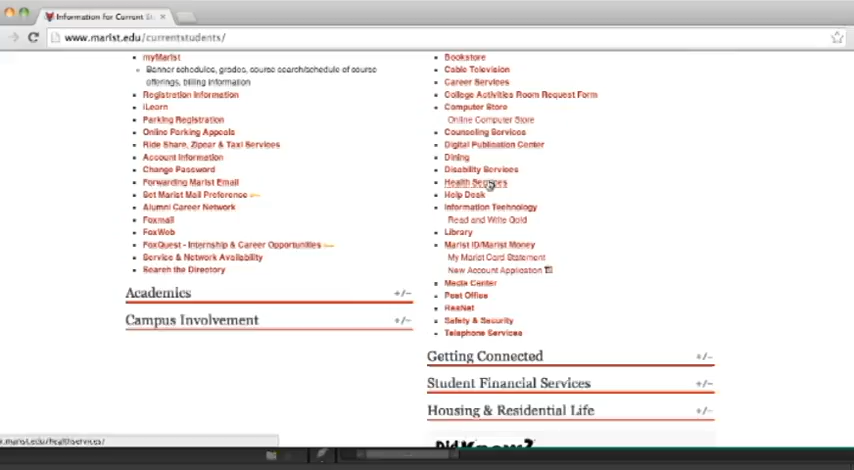 Information for Current St
www.marist.edu/currentstudents/
myMarist
Banner schedules, grades, course search/schedule of course
offerings, billing information
Registration Information
iLearn
Parking Registration
Online Parking Appeals
Ride Share, Zipcar & Taxi Services
Account Information
Change Password
Forwarding Marist Email
Set Marist Mail Preference
Alumni Career Network
Foxmail
FoxWeb
FoxQuest - Internship & Career Opportunities
Service & Network Availability
Search the Directory
Academics +/-
Campus Involvement +/-
Bookstore
Cable Television
Career Services
College Activities Room Request Form
Computer Store
Online Computer Store
Counseling Services
Digital Publication Center
Dining
Disability Services
Health Services
Help Desk
Information Technology
Read and Write Gold
Library
Marist ID/Marist Money
My Marist Card Statement
New Account Application
Media Center
Post Office
ResNet
Safety & Security
Telephone Services
Getting Connected +/-
Student Financial Services +/-
Housing & Residential Life +/-
Did Know?
w.marist.edu/healthservices/